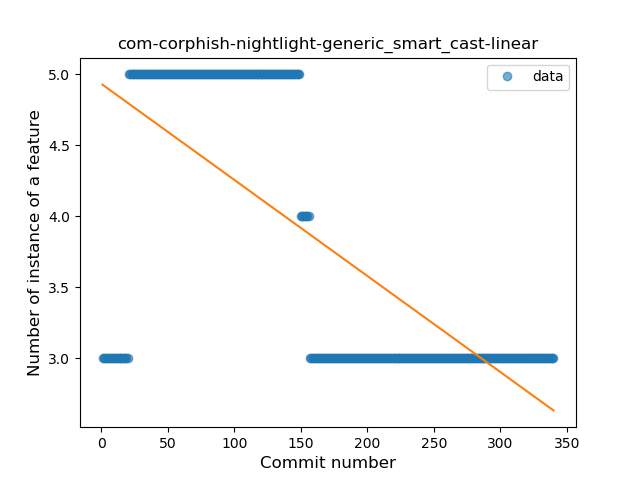 com-corphish-nightlight-generic_smart_cast-linear
data
Number of instance of a feature
5.0
4.5
4.0
3.5
3.0
0 50 100 150 200 250 300 350
Commit number